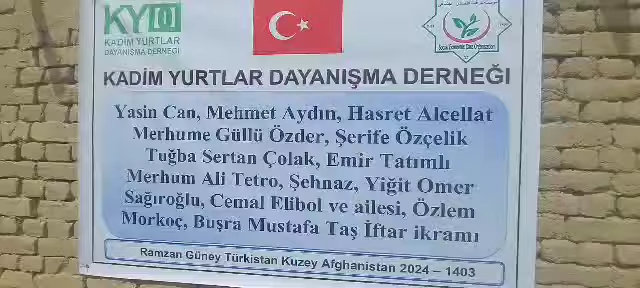 KYDD
KADİM YURTLAR
DAYANIŞMA DERNEĞİ
KADİM YURTLAR DAYANIŞMA DERNEĞİ
Yasin Can, Mehmet Aydın, Hasret Alcellat
Merhume Güllü Özder, Şerife Özçelik
Tuğba Sertan Çolak, Emir Tatımlı
Merhum Ali Tetro, Şehnaz, Yiğit Omer
Sağıroğlu, Cemal Elibol ve ailesi, Özlem
Morkoç, Buşra Mustafa Taş İftar ikramı
Ramzan Güney Türkistan Kuzey Afghanistan 2024 – 1403